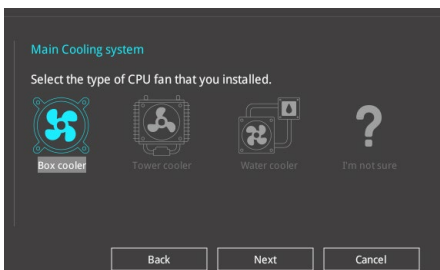 Main Cooling system
Select the type of CPU fan that you installed.
Box cooler Tower cooler Water cooler I'm not sure
Back Next Cancel